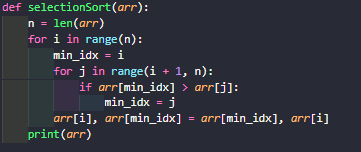 def selectionSort(arr):
    n = len(arr)
    for i in range(n):
        min_idx = i
        for j in range(i + 1, n):
            if arr[min_idx] > arr[j]:
                min_idx = j
        arr[i], arr[min_idx] = arr[min_idx], arr[i]
    print(arr)